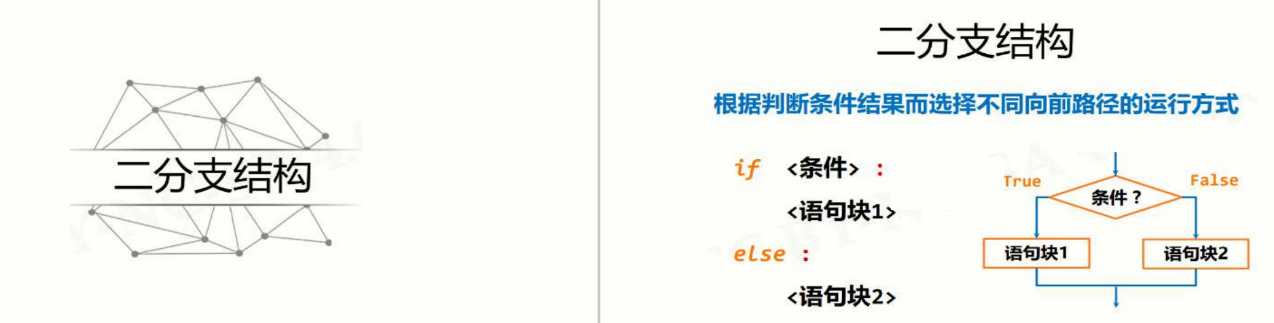 二分支结构
二分支结构
根据判断条件结果而选择不同向前路径的运行方式
if <条件> :
<语句块1>
else :
<语句块2>
True
条件？
False
语句块1
语句块2